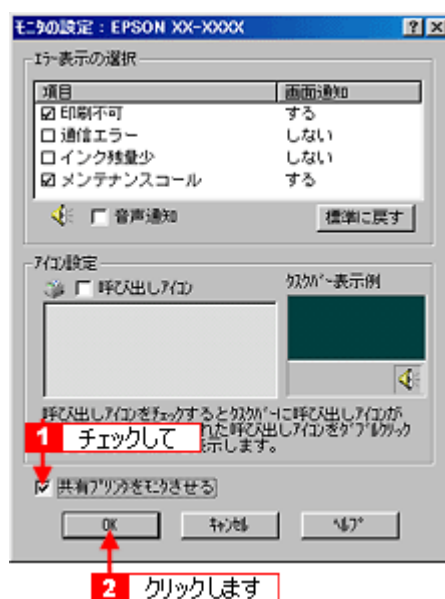 ﾓﾆﾀの設定：EPSON XX-XXXX
ｴﾗｰ表示の選択
項目 画面通知
印刷不可 する
通信エラー しない
インク残量少 しない
メンテナンスコール する
音声通知 標準に戻す
ｱｲｺﾝ設定
呼び出しｱｲｺﾝ ﾀｽｸﾊﾞｰ表示例
呼び出しｱｲｺﾝをﾁｪｯｸするとﾀｽｸﾊﾞｰに呼び出しｱｲｺﾝが
1 チェックして れた呼び出しｱｲｺﾝをﾀﾞﾌﾞﾙｸﾘｯｸ
示します。
共有ﾌﾟﾘﾝﾀをﾓﾆﾀさせる
OK ｷｬﾝｾﾙ ﾍﾙﾌﾟ
2 クリックします